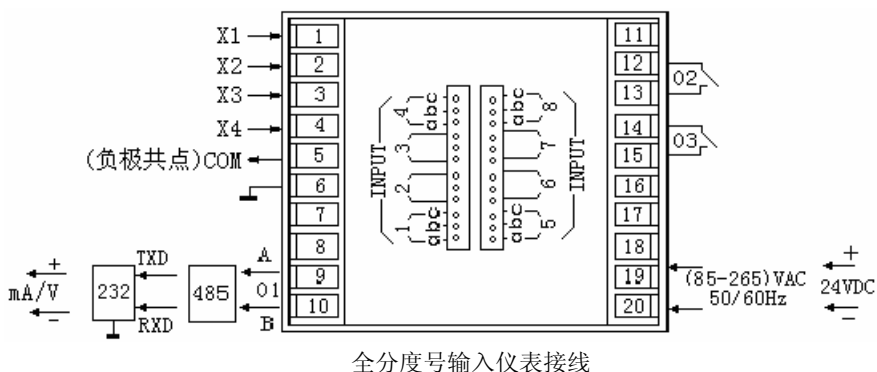 X1
X2
X3
X4
(负极共点)COM
1
2
3
4
5
6
7
8
9
10
INPUT
4 abc
3
2
1 abc
abc 8
7
6
abc 5
INPUT
11
12
13
14
15
16
17
18
19
20
02
03
+
mA/V
-
TXD
232
RXD
485
A
01
B
(85-265)VAC
50/60Hz
+
24VDC
-
全分度号输入仪表接线